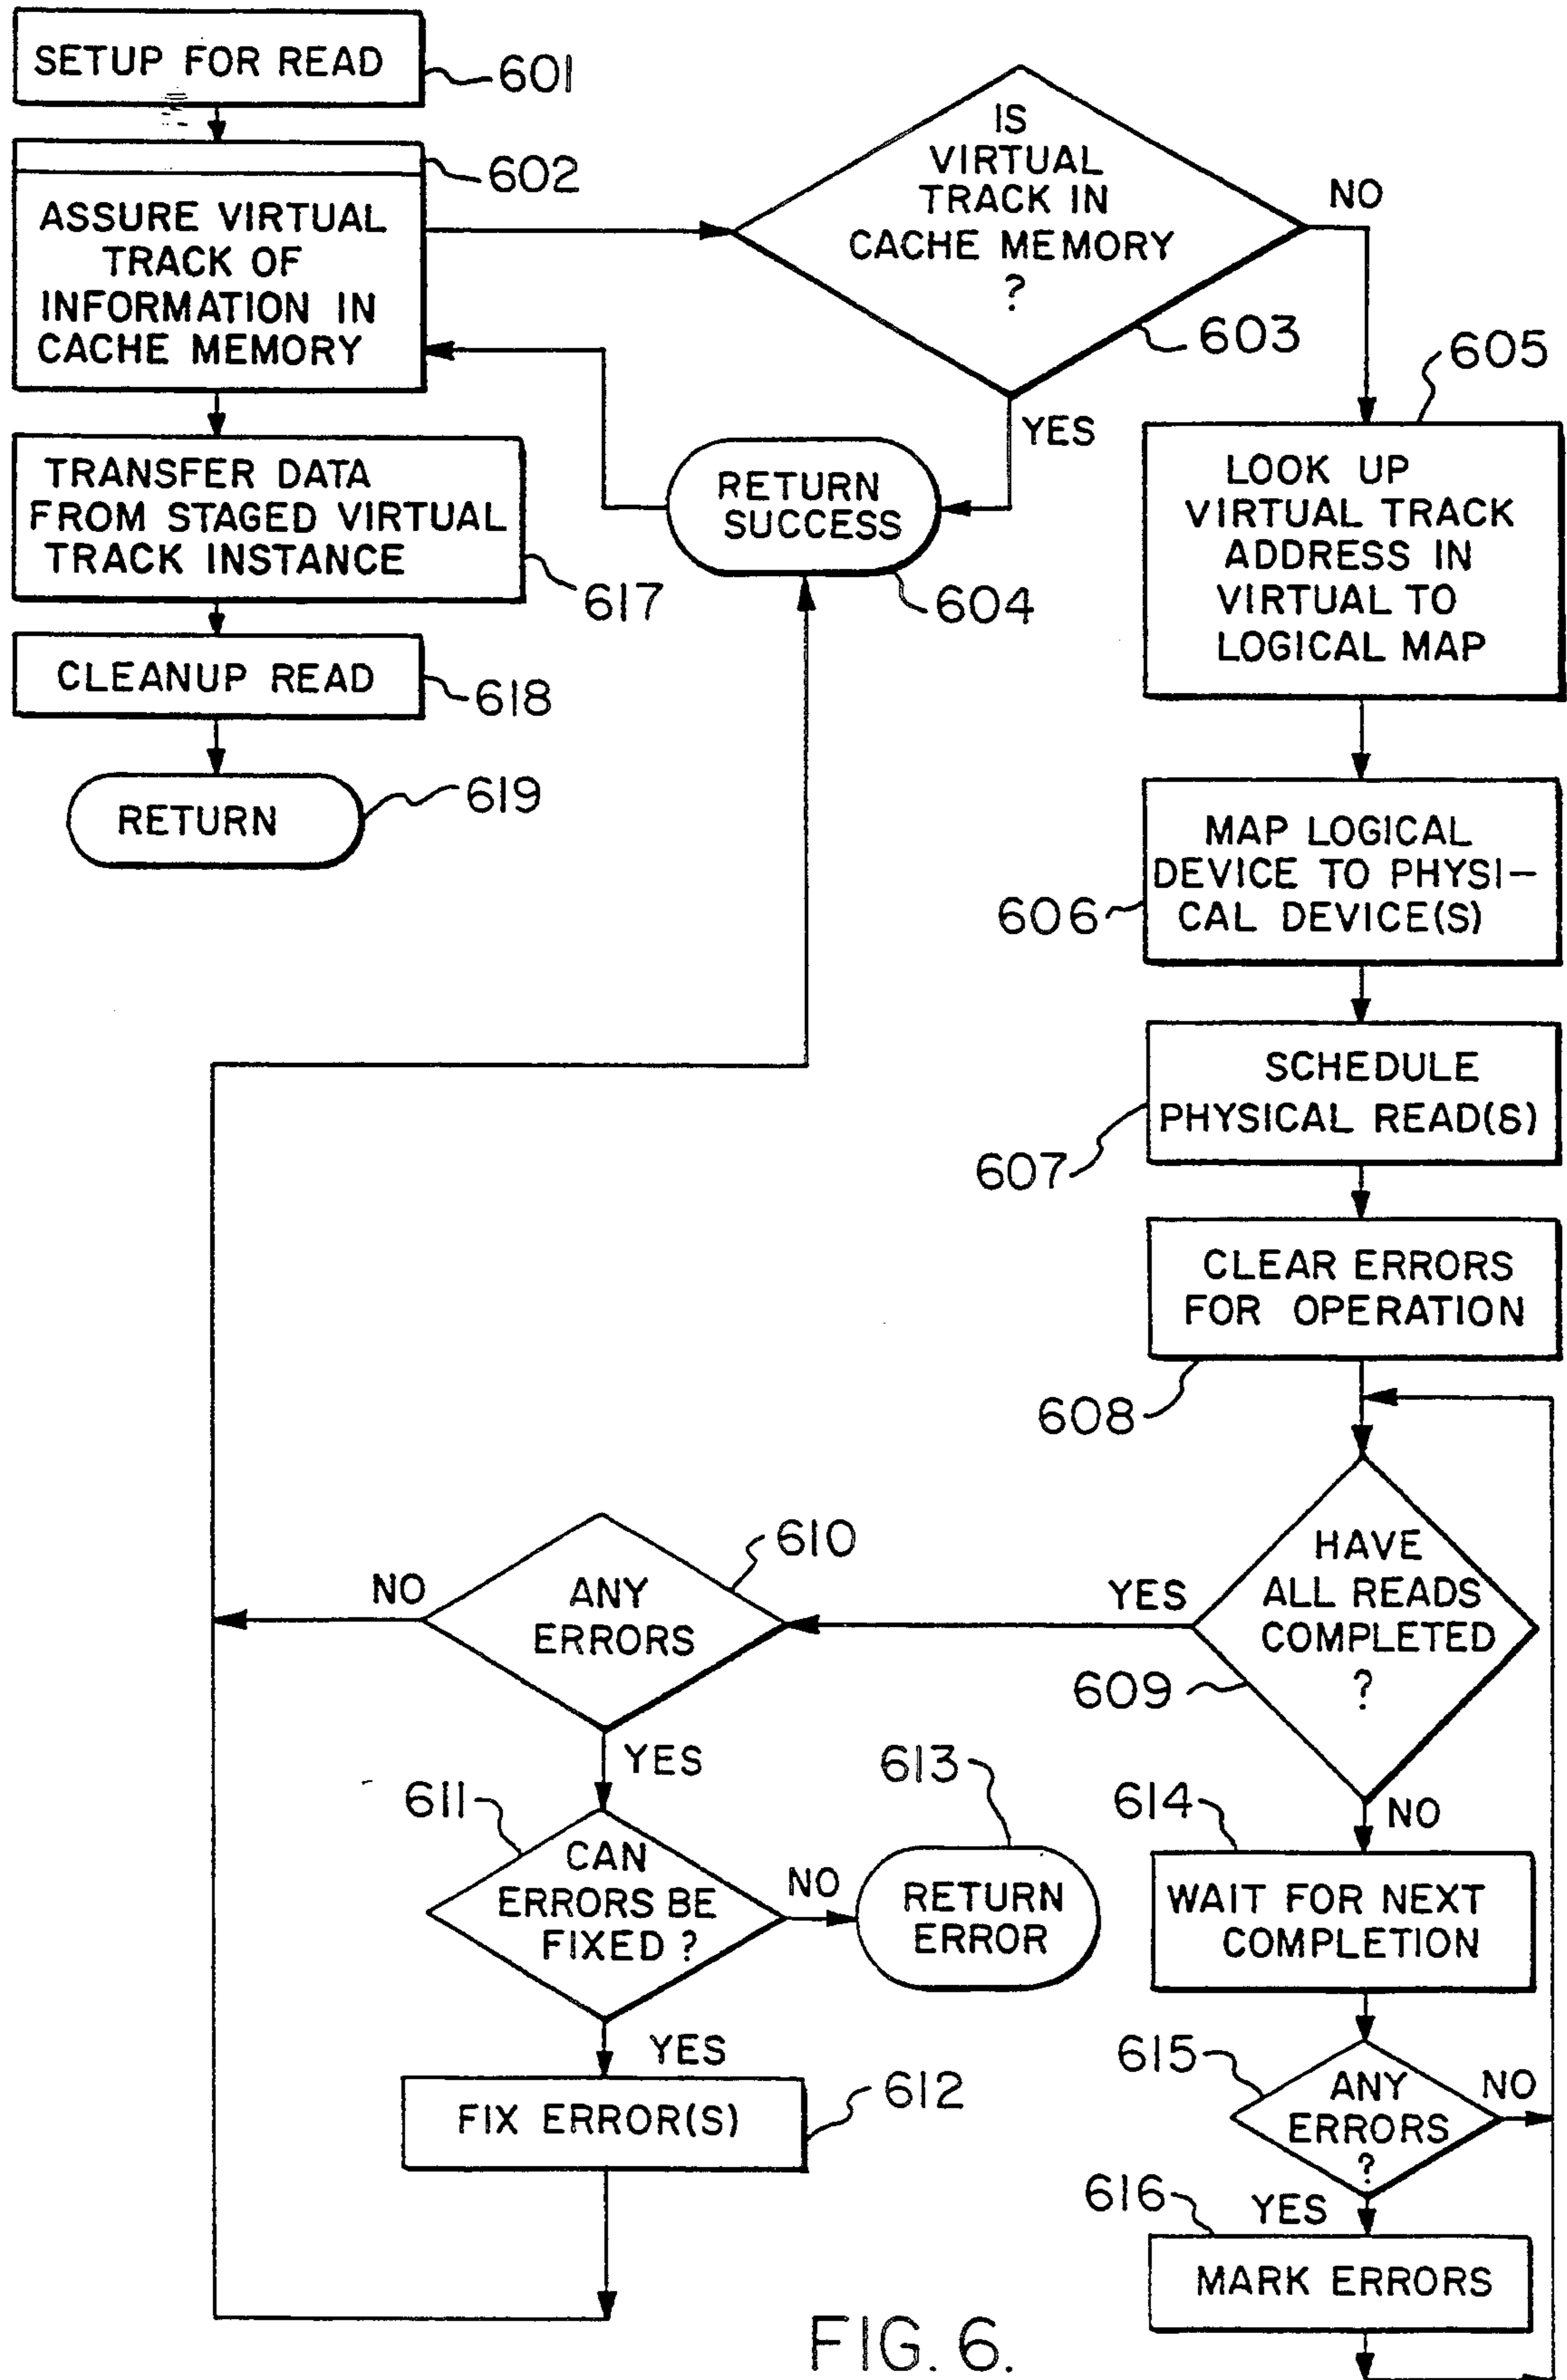 SETUP FOR READ
601
602
ASSURE VIRTUAL
TRACK OF
INFORMATION IN
CACHE MEMORY
IS
VIRTUAL
TRACK IN
CACHE MEMORY
?
NO
603
YES
RETURN
SUCCESS
604
605
LOOK UP
VIRTUAL TRACK
ADDRESS IN
VIRTUAL TO
LOGICAL MAP
TRANSFER DATA
FROM STAGED VIRTUAL
TRACK INSTANCE
617
CLEANUP READ
618
RETURN
619
MAP LOGICAL
DEVICE TO PHYSI-
CAL DEVICE(S)
606
SCHEDULE
PHYSICAL READ(S)
607
CLEAR ERRORS
FOR OPERATION
608
HAVE
ALL READS
COMPLETED
?
609
YES
610
ANY
ERRORS
NO
YES
611
CAN
ERRORS BE
FIXED ?
NO
613
RETURN
ERROR
YES
FIX ERROR(S)
612
NO
614
WAIT FOR NEXT
COMPLETION
615
ANY
ERRORS
?
NO
YES
616
MARK ERRORS
FIG. 6.